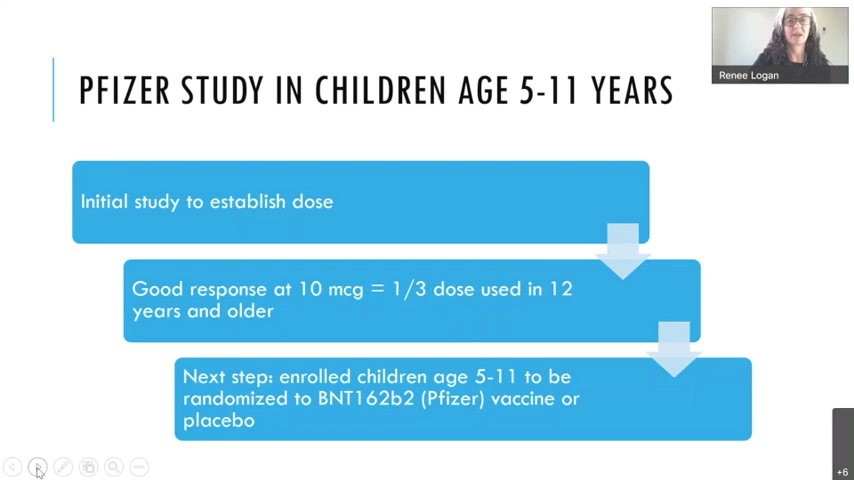 Renee Logan
PFIZER STUDY IN CHILDREN AGE 5-11 YEARS
Initial study to establish dose
Good response at 10 mcg = 1/3 dose used in 12
years and older
Next step: enrolled children age 5-11 to be
randomized to BNT162b2 (Pfizer) vaccine or
placebo
+6